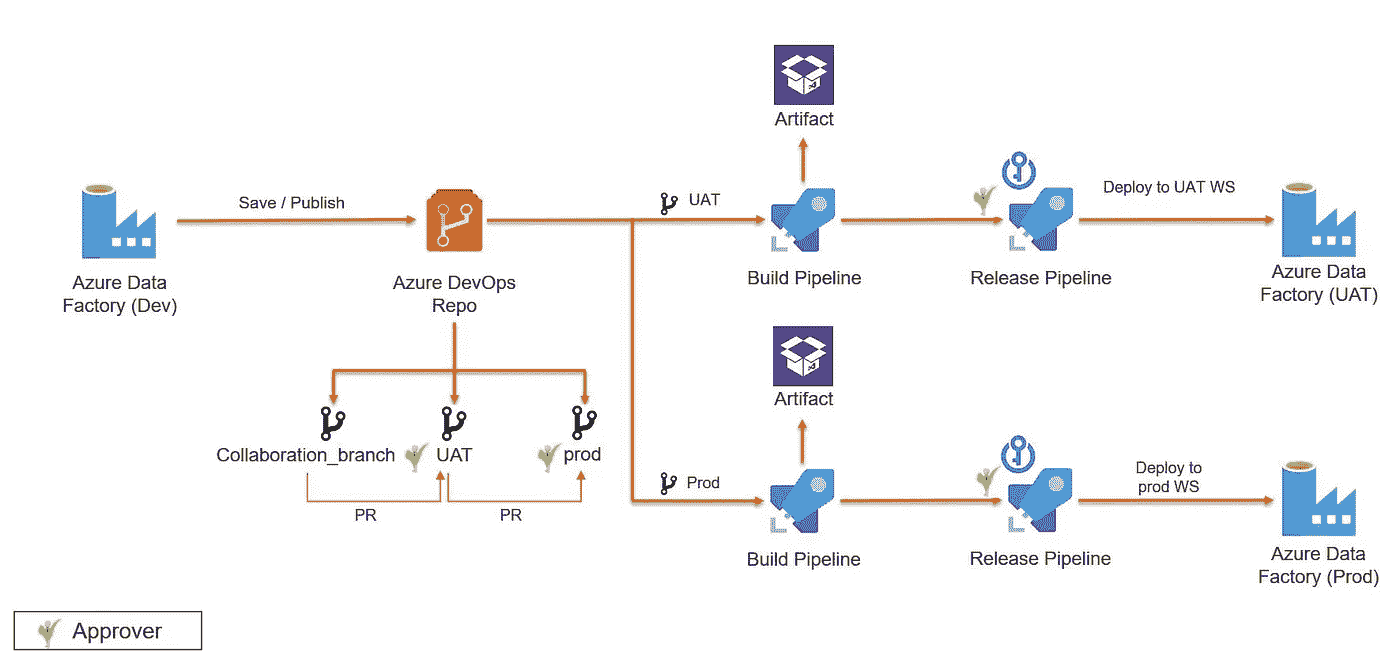 Artifact
Save / Publish
UAT
Deploy to UAT WS
Azure Data
Factory (Dev)
Azure DevOps
Repo
Build Pipeline
Release Pipeline
Azure Data
Factory (UAT)
Artifact
Collaboration_branch
UAT
prod
PR
PR
Prod
Deploy to
prod WS
Build Pipeline
Release Pipeline
Azure Data
Factory (Prod)
Approver